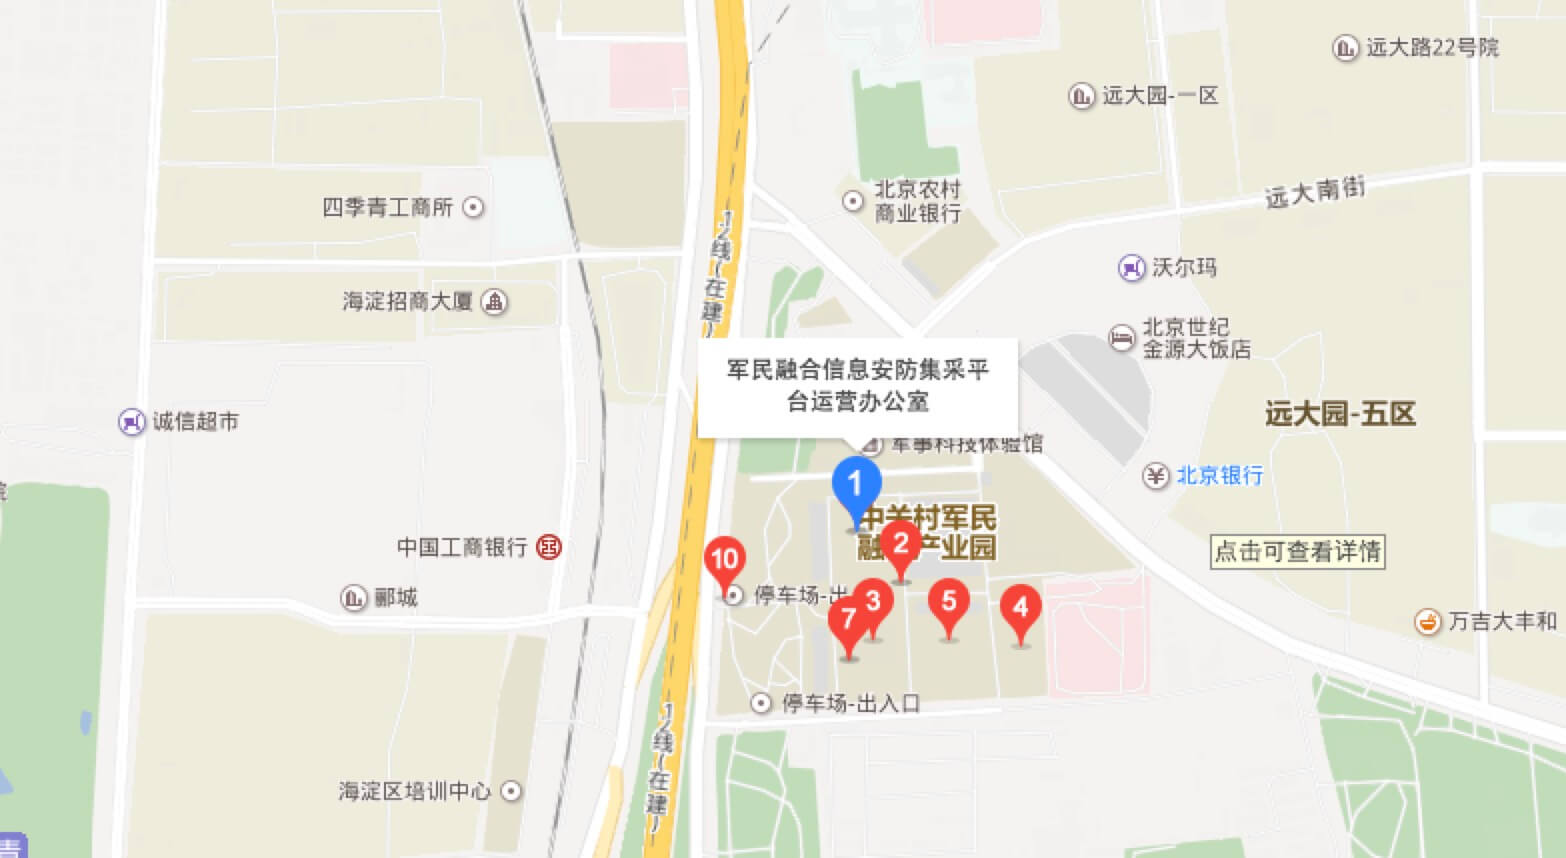 远大路22号院
远大园-一区
北京农村
商业银行
远大南街
四季青工商所
12线(在建)
沃尔玛
海淀招商大厦
北京世纪
金源大饭店
军民融合信息安防集采平
台运营办公室
诚信超市
远大园-五区
军事科技体验馆
北京银行
1
中关村军民
2
产业园
中国工商银行
10
点击可查看详情
停车场-出
3
5
4
7
郦城
万吉大丰和
停车场-出入口
12线(在建)
海淀区培训中心
青